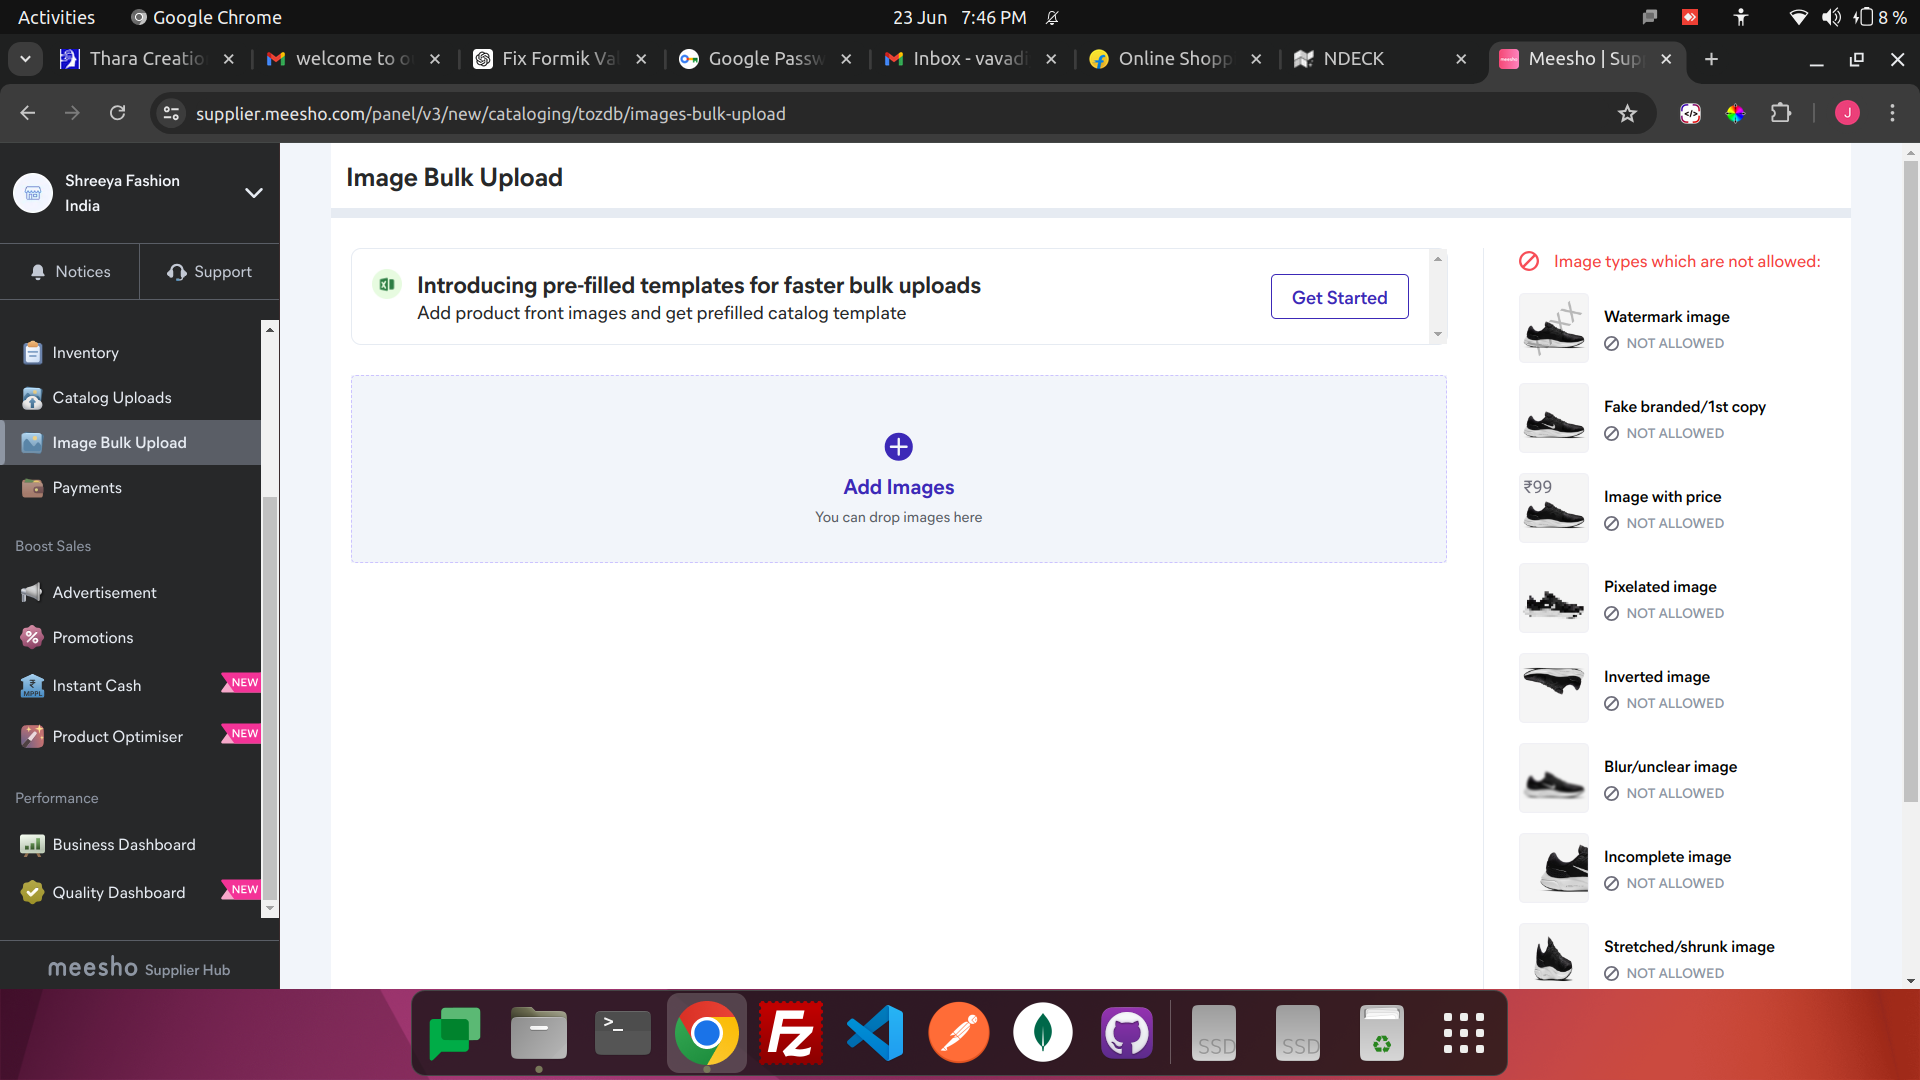 Activities
Google Chrome
23 Jun 7:46 PM
8 %
Thara Creatio
welcome to o
Fix Formik Va
Google Passw
Inbox - vavadi
Online Shopp
NDECK
Meesho | Sup
supplier.meesho.com/panel/v3/new/cataloging/tozdb/images-bulk-upload
J
Shreeya Fashion
India
Notices
Support
Inventory
Catalog Uploads
Image Bulk Upload
Payments
Boost Sales
Advertisement
Promotions
Instant Cash
NEW
Product Optimiser
NEW
Performance
Business Dashboard
Quality Dashboard
NEW
meesho Supplier Hub
Image Bulk Upload
Introducing pre-filled templates for faster bulk uploads
Add product front images and get prefilled catalog template
Get Started
Add Images
You can drop images here
Image types which are not allowed:
Watermark image
NOT ALLOWED
Fake branded/1st copy
NOT ALLOWED
₹99
Image with price
NOT ALLOWED
Pixelated image
NOT ALLOWED
Inverted image
NOT ALLOWED
Blur/unclear image
NOT ALLOWED
Incomplete image
NOT ALLOWED
Stretched/shrunk image
NOT ALLOWED
Fz
SSD
SSD